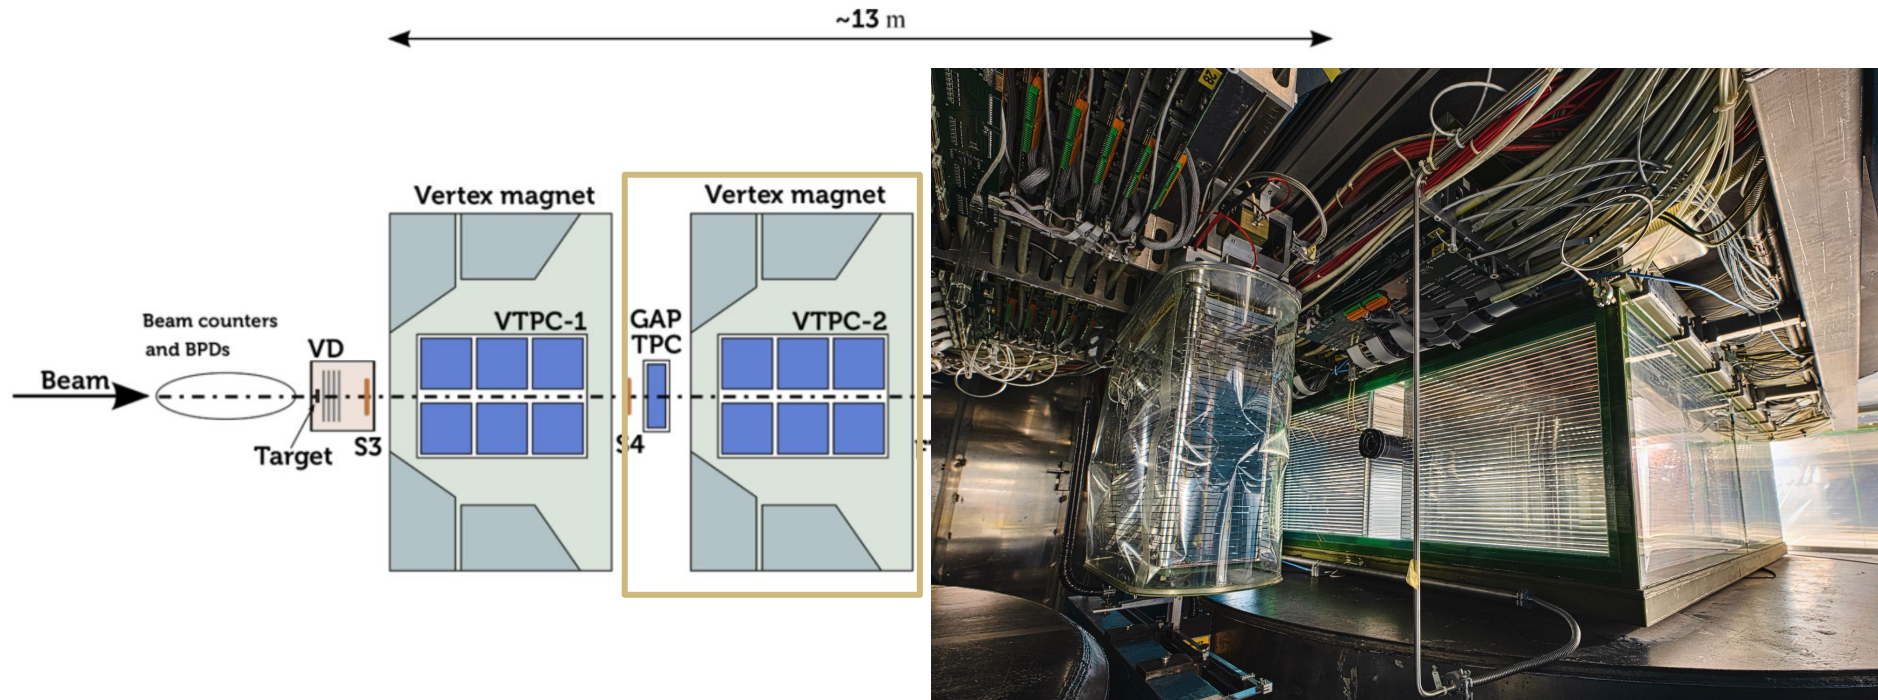 ~13 m
Vertex magnet
Vertex magnet
VTPC-1
GAP
TPC
VTPC-2
Beam counters
and BPDs
VD
Beam
Target
S3
S4